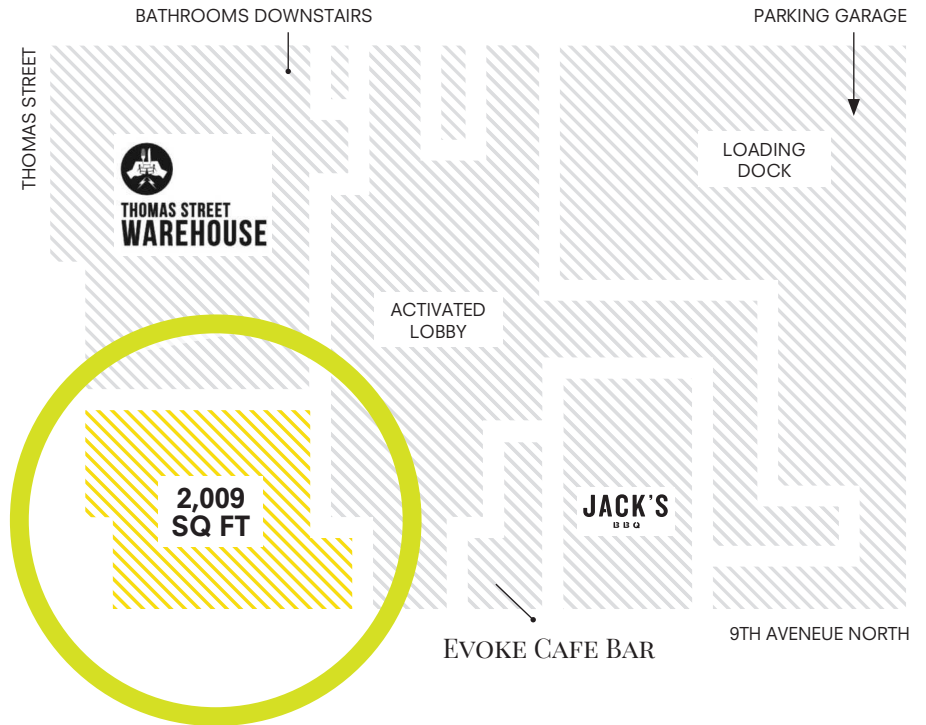 BATHROOMS DOWNSTAIRS
PARKING GARAGE
THOMAS STREET
LOADING
DOCK
THOMAS STREET
WAREHOUSE
ACTIVATED
LOBBY
2,009
SQ FT
JACK'S
BBQ
9TH AVENEUE NORTH
EVOKE CAFE BAR